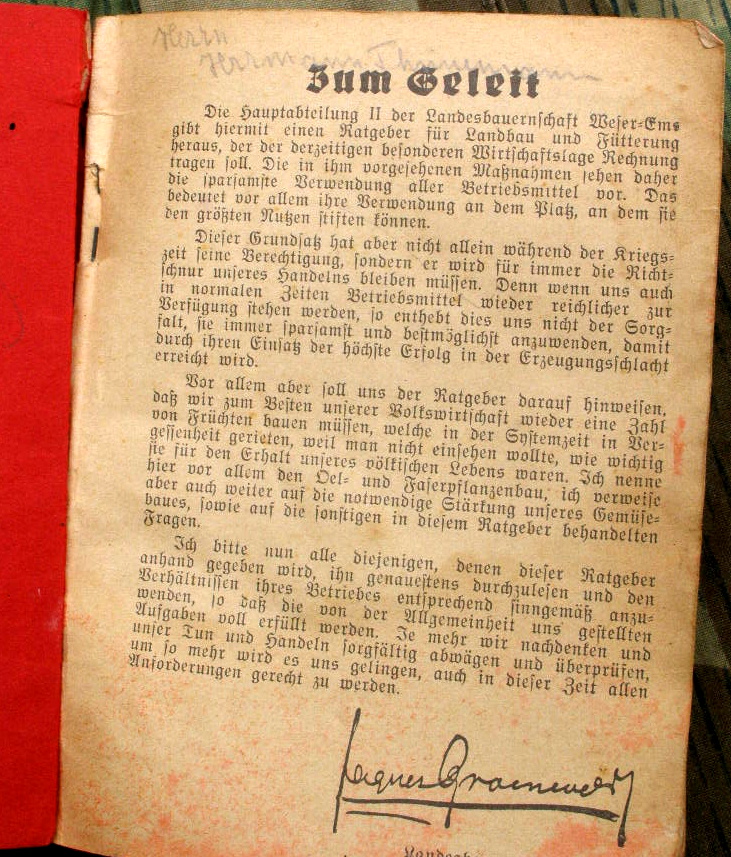 Herrn
Herrmann
Zum Geleit
Die Hauptabteilung II der Landesbauernschaft Weser-Ems
gibt hiermit einen Ratgeber für Landbau und Fütterung
heraus, der der derzeitigen besonderen Wirtschaftslage Rechnung
tragen soll. Die in ihm vorgesehenen Maßnahmen sehen daher
die sparsamste Verwendung aller Betriebsmittel vor. Das
bedeutet vor allem ihre Verwendung an dem Platz, an dem sie
den größten Nutzen stiften können.
Dieser Grundsatz hat aber nicht allein während der Kriegs-
zeit seine Berechtigung, sondern er wird für immer die Richt-
schnur unseres Handelns bleiben müssen. Denn wenn uns auch
in normalen Zeiten Betriebsmittel wieder reichlicher zur
Verfügung stehen werden, so enthebt dies uns nicht der Sorg-
falt, sie immer sparsamst und bestmöglichst anzuwenden, damit
durch ihren Einsatz der höchste Erfolg in der Erzeugungsschlacht
erreicht wird.
Vor allem aber soll uns der Ratgeber darauf hinweisen,
daß wir zum Besten unserer Volkswirtschaft wieder eine Zahl
von Früchten bauen müssen, welche in der Systemzeit in Ver-
gessenheit gerieten, weil man nicht einsehen wollte, wie wichtig
sie für den Erhalt unseres völkischen Lebens waren. Ich nenne
hier vor allem den Oel- und Faserpflanzenbau, ich verweise
aber auch weiter auf die notwendige Stärkung unseres Gemüse-
baues, sowie auf die sonstigen in diesem Ratgeber behandelten
Fragen.
Ich bitte nun alle diejenigen, denen dieser Ratgeber
anhand gegeben wird, ihn genauestens durchzulesen und den
Verhältnissen ihres Betriebes entsprechend sinngemäß anzu-
wenden, so daß die von der Allgemeinheit uns gestellten
Aufgaben voll erfüllt werden. Je mehr wir nachdenken und
unser Tun und Handeln sorgfältig abwägen und überprüfen,
um so mehr wird es uns gelingen, auch in dieser Zeit allen
Anforderungen gerecht zu werden.